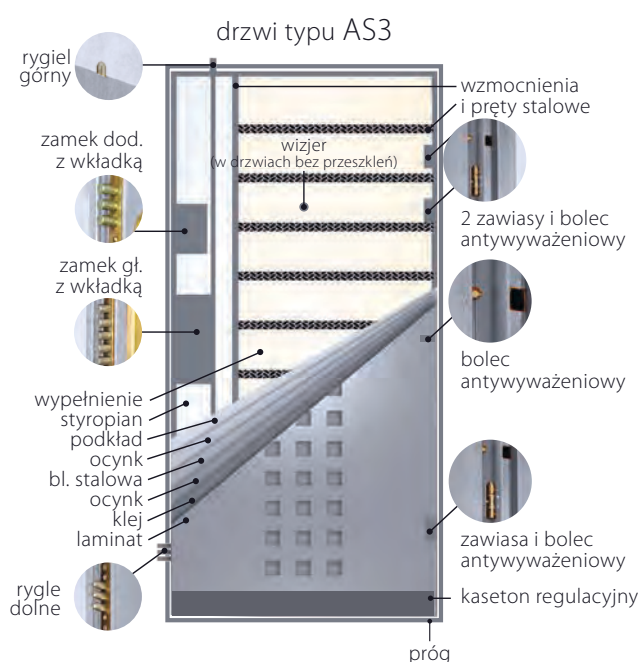 drzwi typu AS3
rygiel
górny
wzmocnienia
i pręty stalowe
zamek dod.
z wkładką
wizjer
(w drzwiach bez przeszkleń)
2 zawiasy i bolec
antywyważeniowy
zamek gł.
z wkładką
bolec
antywyważeniowy
wypełnienie
styropian
podkład
ocynk
bl. stalowa
ocynk
klej
laminat
zawiasa i bolec
antywyważeniowy
rygle
dolne
kaseton regulacyjny
próg